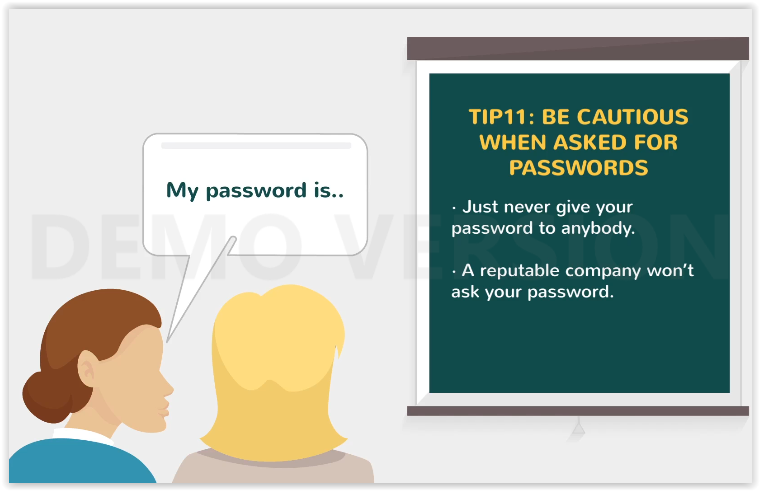 My password is..
DEMO VERSION
TIP11: BE CAUTIOUS
WHEN ASKED FOR
PASSWORDS
· Just never give your
password to anybody.
· A reputable company won't
ask your password.